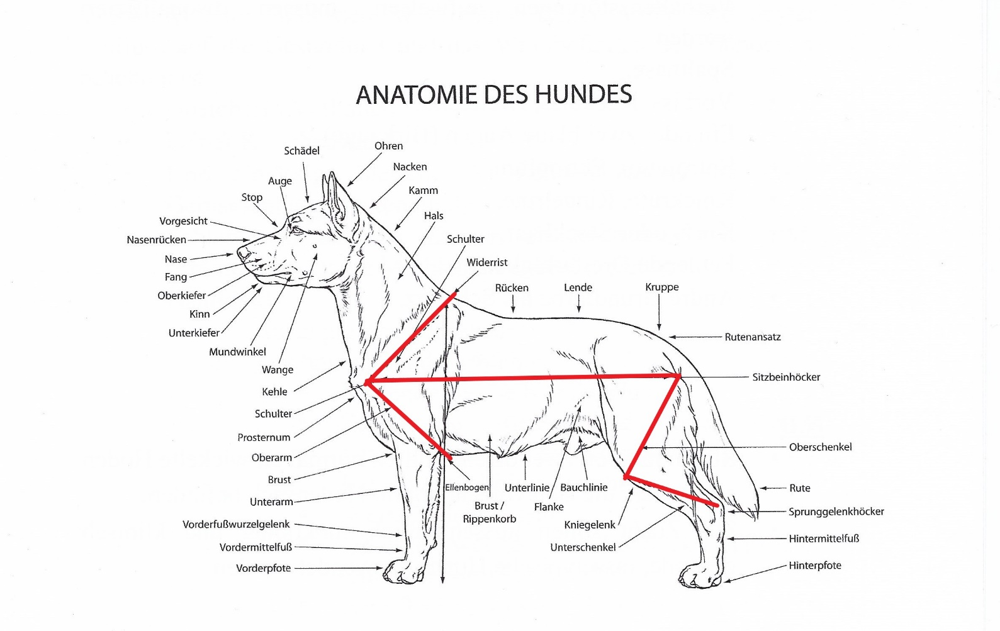 ANATOMIE DES HUNDES
Ohren
Schädel
Nacken
Auge
Kamm
Stop
Hals
Vorgesicht
Schulter
Nasenrücken
Nase
Widerrist
Fang
Rücken
Lende
Kruppe
Oberkiefer
Kinn
Unterkiefer
Rutenansatz
Mundwinkel
Wange
Sitzbeinhöcker
Kehle
Schulter
Prosternum
Oberschenkel
Oberarm
Brust
Ellenbogen
Unterlinie
Bauchlinie
Rute
Unterarm
Brust /
Rippenkorb
Flanke
Sprunggelenkhöcker
Vorderfußwurzelgelenk
Kniegelenk
Hintermittelfuß
Vordermittelfuß
Unterschenkel
Hinterpfote
Vorderpfote